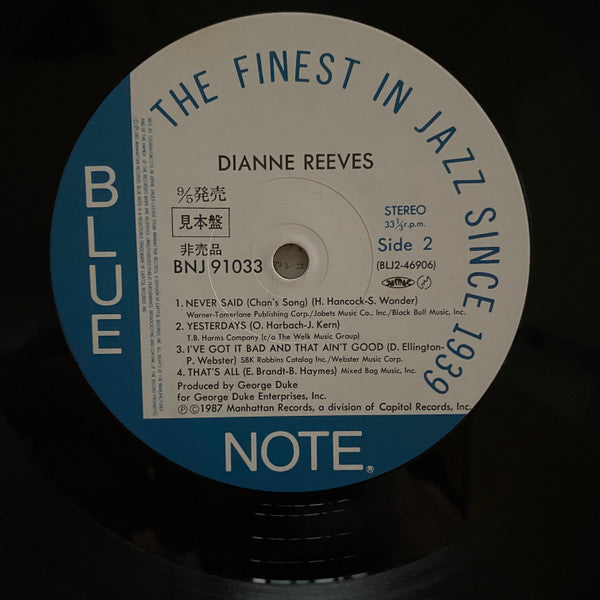 THE FINEST IN JAZZ SINCE 1939
BLUE
NOTE®
DIANNE REEVES
9/5発売
見本盤
非売品
BNJ 91033
STEREO
33⅓r.p.m.
Side 2
(BLJ2-46906)
1. NEVER SAID (Chan's Song) (H. Hancock-S. Wonder)
Warner-Tamerlane Publishing Corp./Jobets Music Co., Inc./Black Bull Music, Inc.
2. YESTERDAYS (O. Harbach-J. Kern)
T.B. Harms Company (c/o The Welk Music Group)
3. I'VE GOT IT BAD AND THAT AIN'T GOOD (D. Ellington-
P. Webster) SBK Robbins Catalog Inc./Webster Music Corp.
4. THAT'S ALL (E. Brandt-B. Haymes) Mixed Bag Music, Inc.
Produced by George Duke
for George Duke Enterprises, Inc.
Ⓟ©1987 Manhattan Records, a division of Capitol Records, Inc.